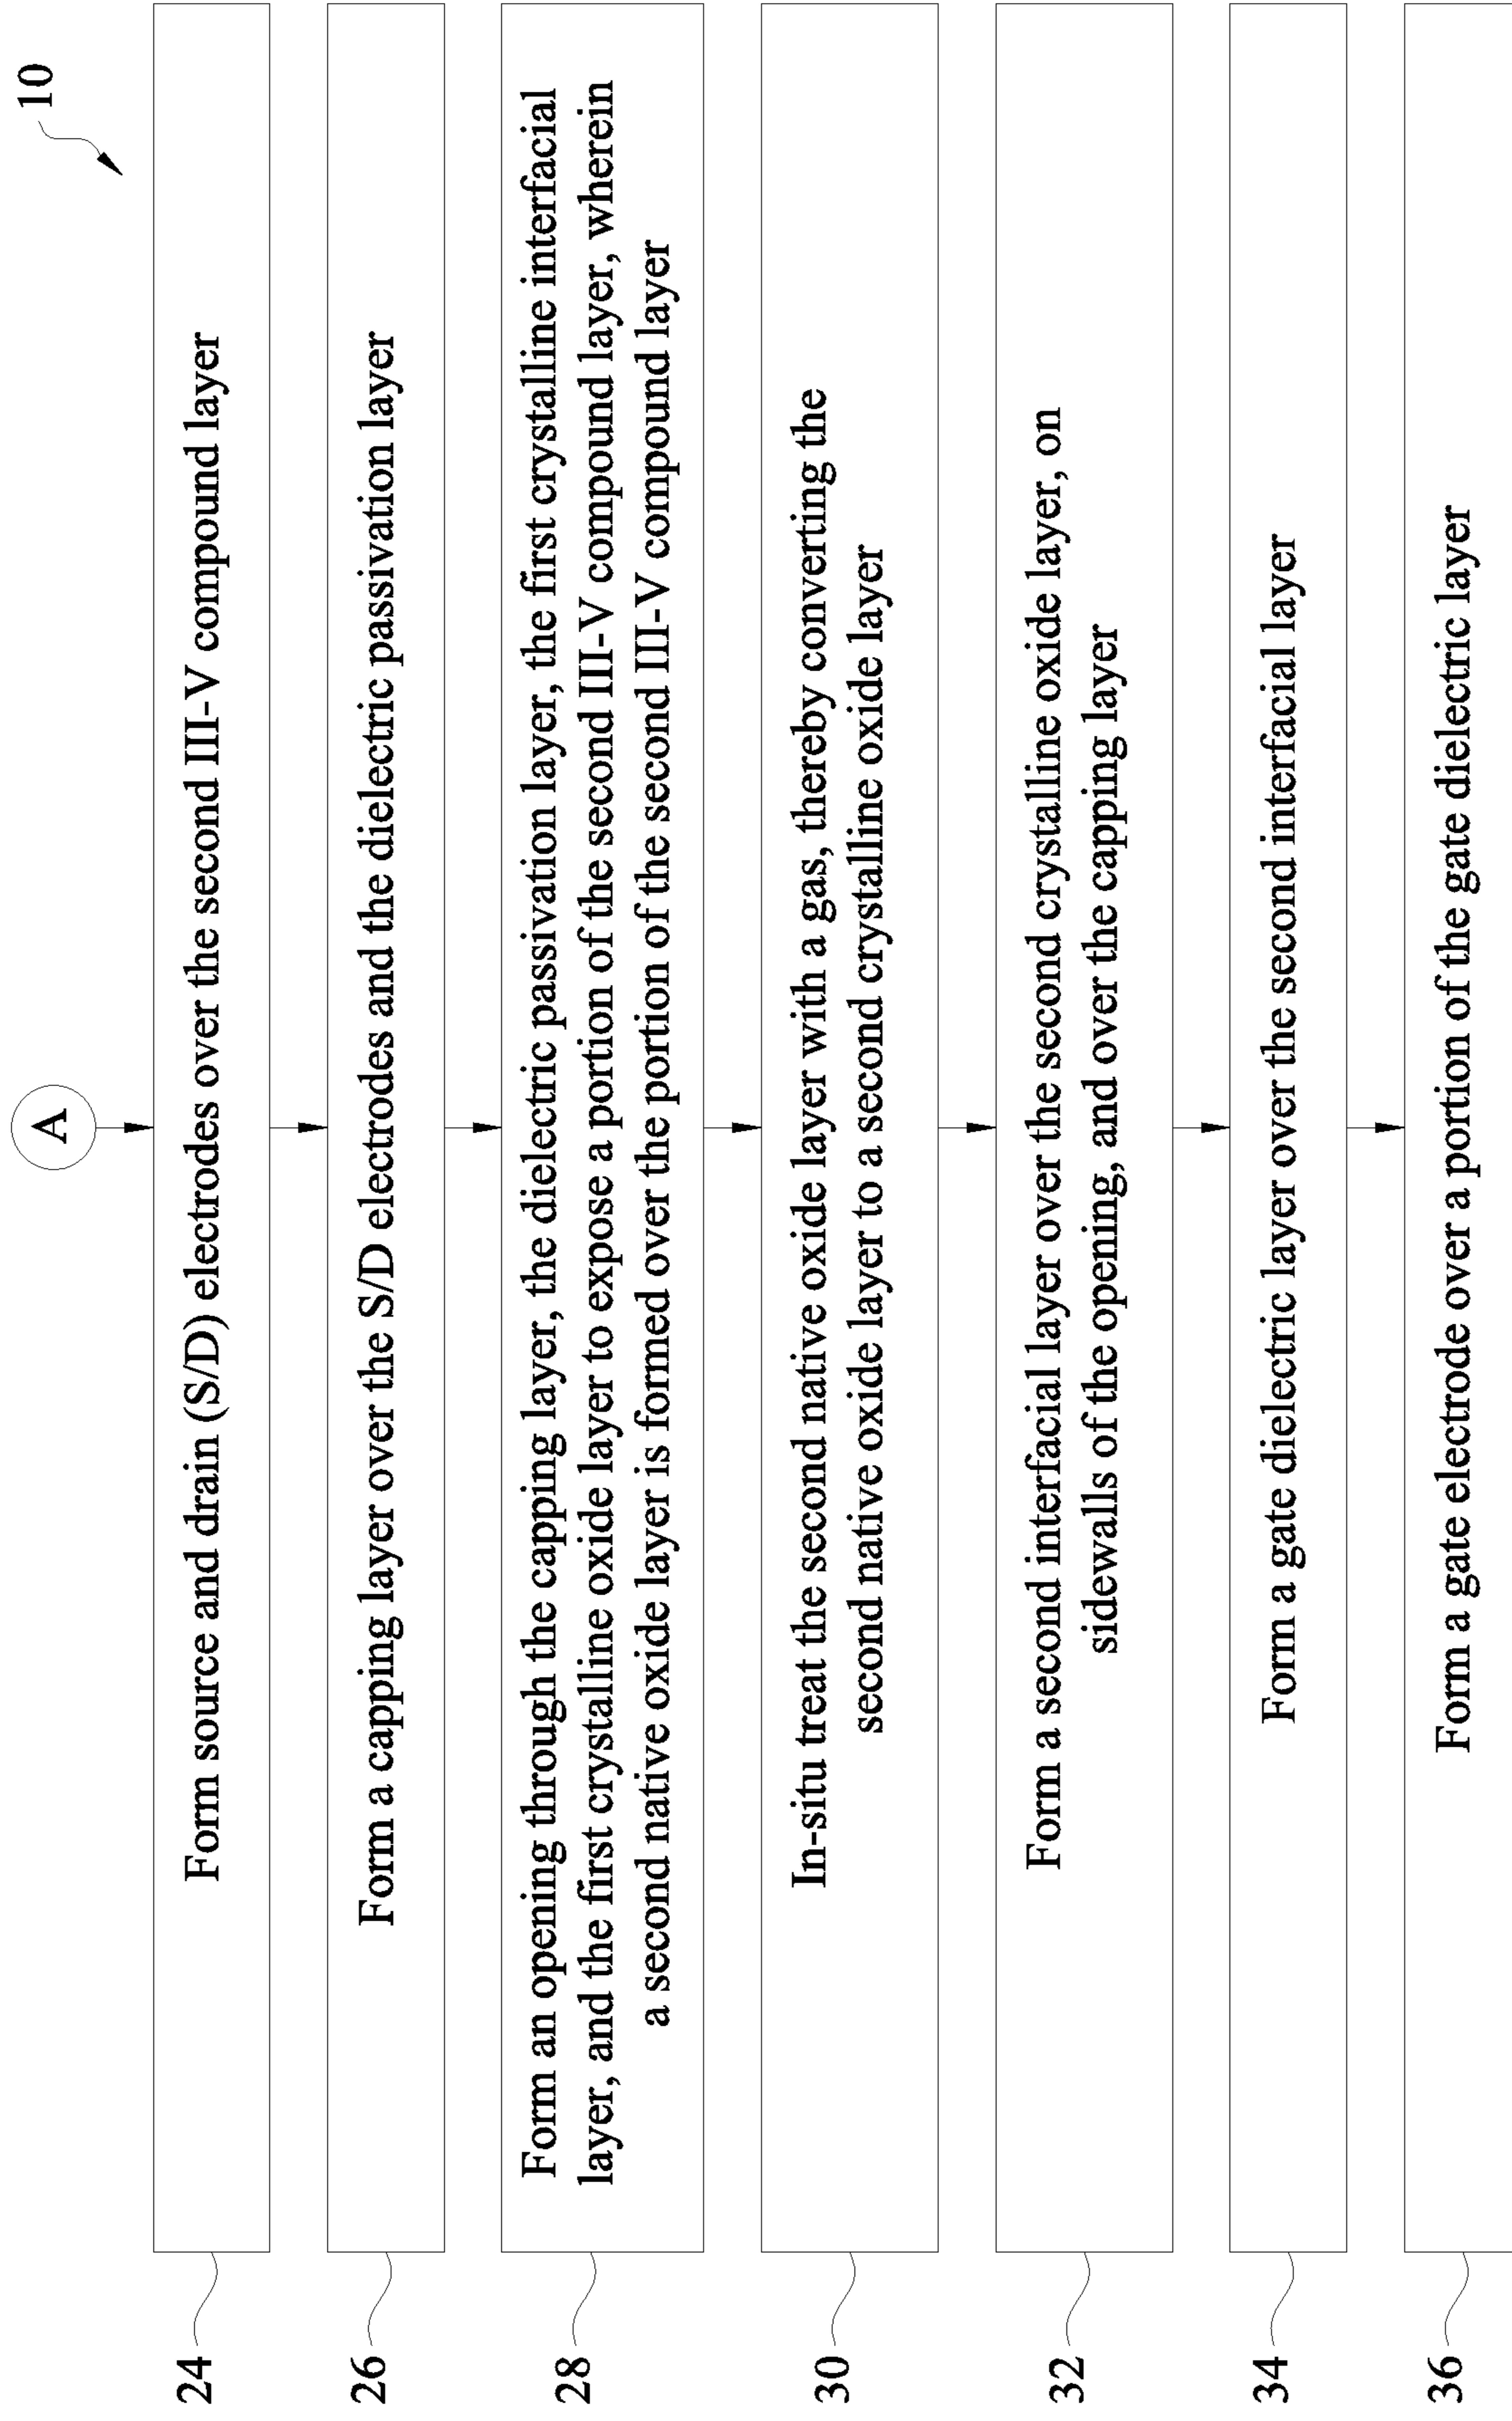 10
A
24
Form source and drain (S/D) electrodes over the second III-V compound layer
26
Form a capping layer over the S/D electrodes and the dielectric passivation layer
28
Form an opening through the capping layer, the dielectric passivation layer, the first crystalline interfacial
layer, and the first crystalline oxide layer to expose a portion of the second III-V compound layer, wherein
a second native oxide layer is formed over the portion of the second III-V compound layer
30
In-situ treat the second native oxide layer with a gas, thereby converting the
second native oxide layer to a second crystalline oxide layer
32
Form a second interfacial layer over the second crystalline oxide layer, on
sidewalls of the opening, and over the capping layer
34
Form a gate dielectric layer over the second interfacial layer
36
Form a gate electrode over a portion of the gate dielectric layer